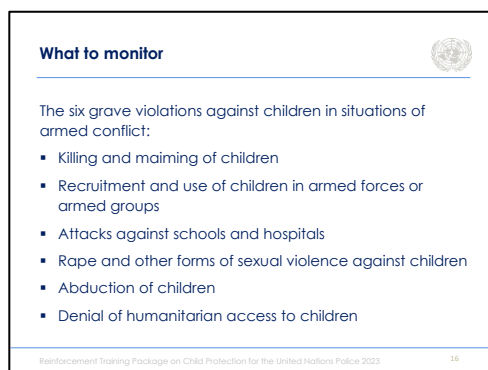 What to monitor
The six grave violations against children in situations of
armed conflict:
▪ Killing and maiming of children
▪ Recruitment and use of children in armed forces or
armed groups
▪ Attacks against schools and hospitals
▪ Rape and other forms of sexual violence against children
▪ Abduction of children
▪ Denial of humanitarian access to children
Reinforcement Training Package on Child Protection for the United Nations Police 2023
16